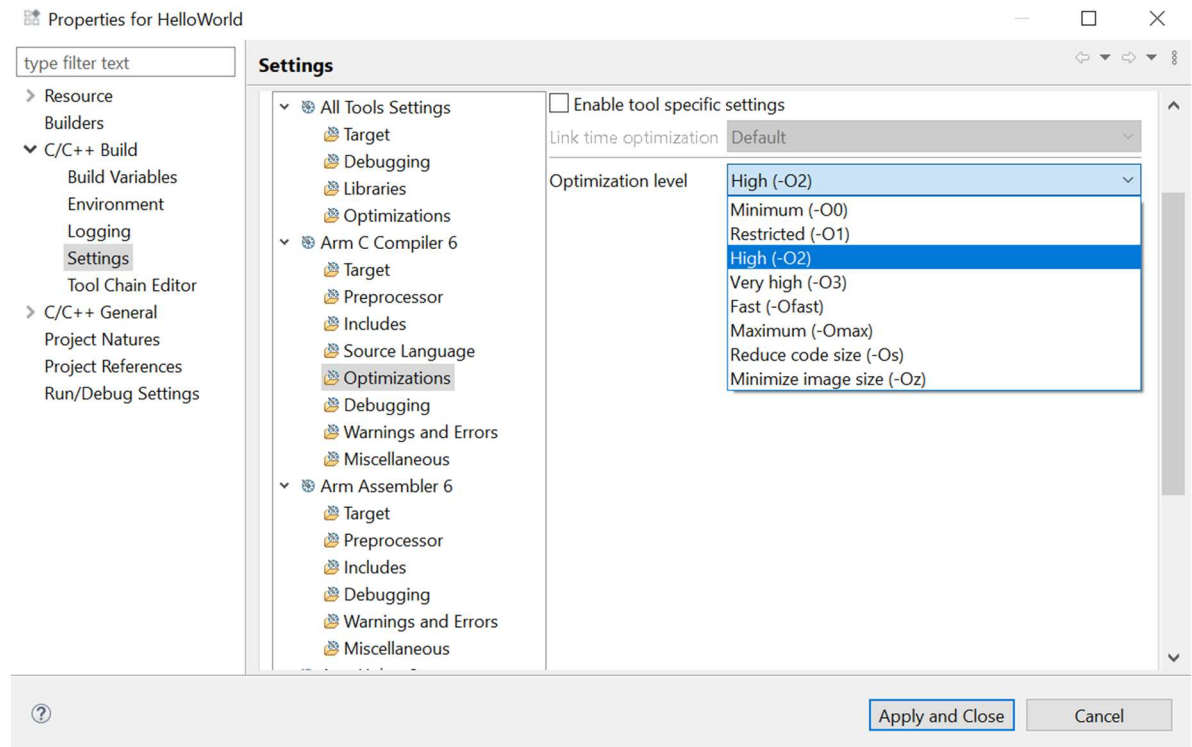 Properties for HelloWorld
type filter text
Resource
Builders
C/C++ Build
Build Variables
Environment
Logging
Settings
Tool Chain Editor
C/C++ General
Project Natures
Project References
Run/Debug Settings
Settings
All Tools Settings
Target
Debugging
Libraries
Optimizations
Arm C Compiler 6
Target
Preprocessor
Includes
Source Language
Optimizations
Debugging
Warnings and Errors
Miscellaneous
Arm Assembler 6
Target
Preprocessor
Includes
Debugging
Warnings and Errors
Miscellaneous
Enable tool specific settings
Link time optimization Default
Optimization level High (-O2)
Minimum (-O0)
Restricted (-O1)
High (-O2)
Very high (-O3)
Fast (-Ofast)
Maximum (-Omax)
Reduce code size (-Os)
Minimize image size (-Oz)
Apply and Close Cancel